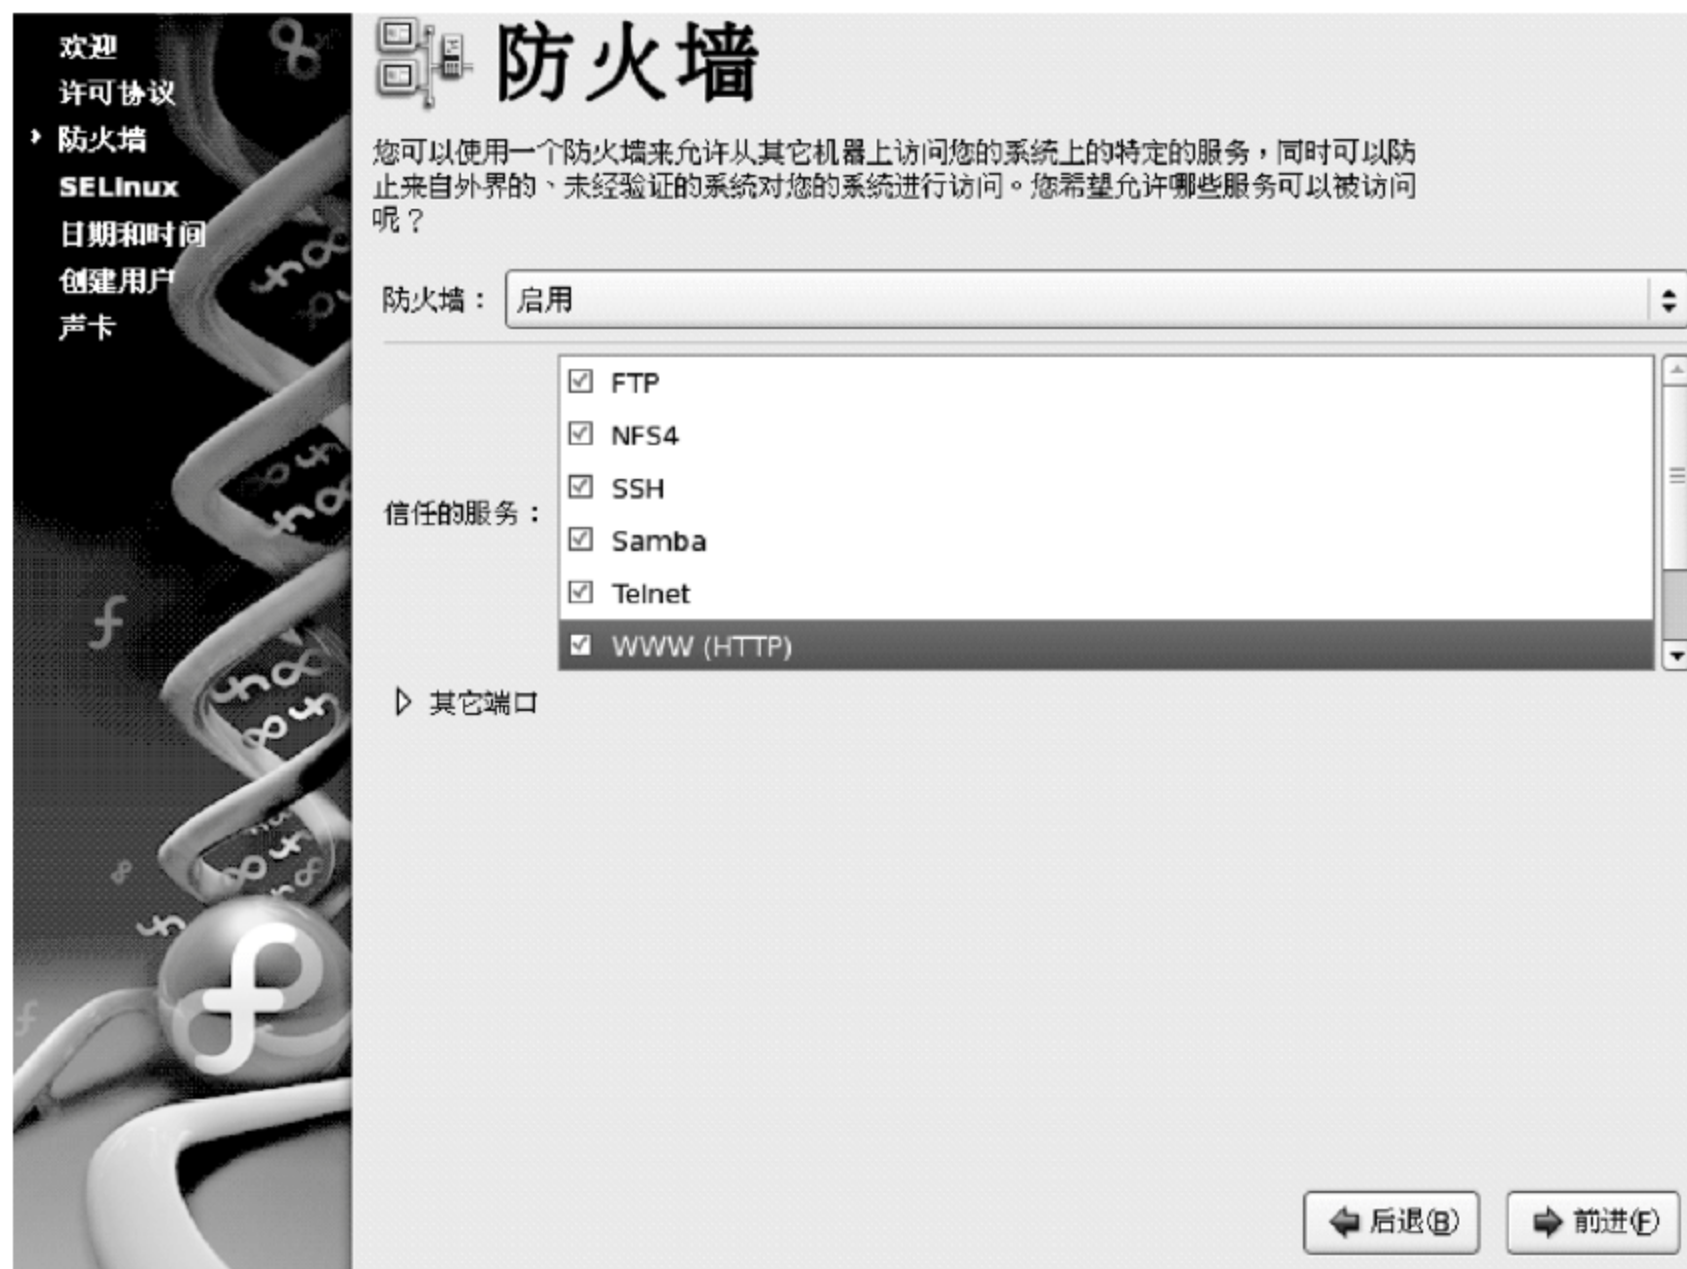 欢迎
许可协议
防火墙
SELinux
日期和时间
创建用户
声卡
防火墙
您可以使用一个防火墙来允许从其它机器上访问您的系统上的特定的服务，同时可以防
止来自外界的、未经验证的系统对您的系统进行访问。您希望允许哪些服务可以被访问
呢？
防火墙： 启用
信任的服务：
FTP
NFS4
SSH
Samba
Telnet
WWW (HTTP)
其它端口
后退(B) 前进(F)